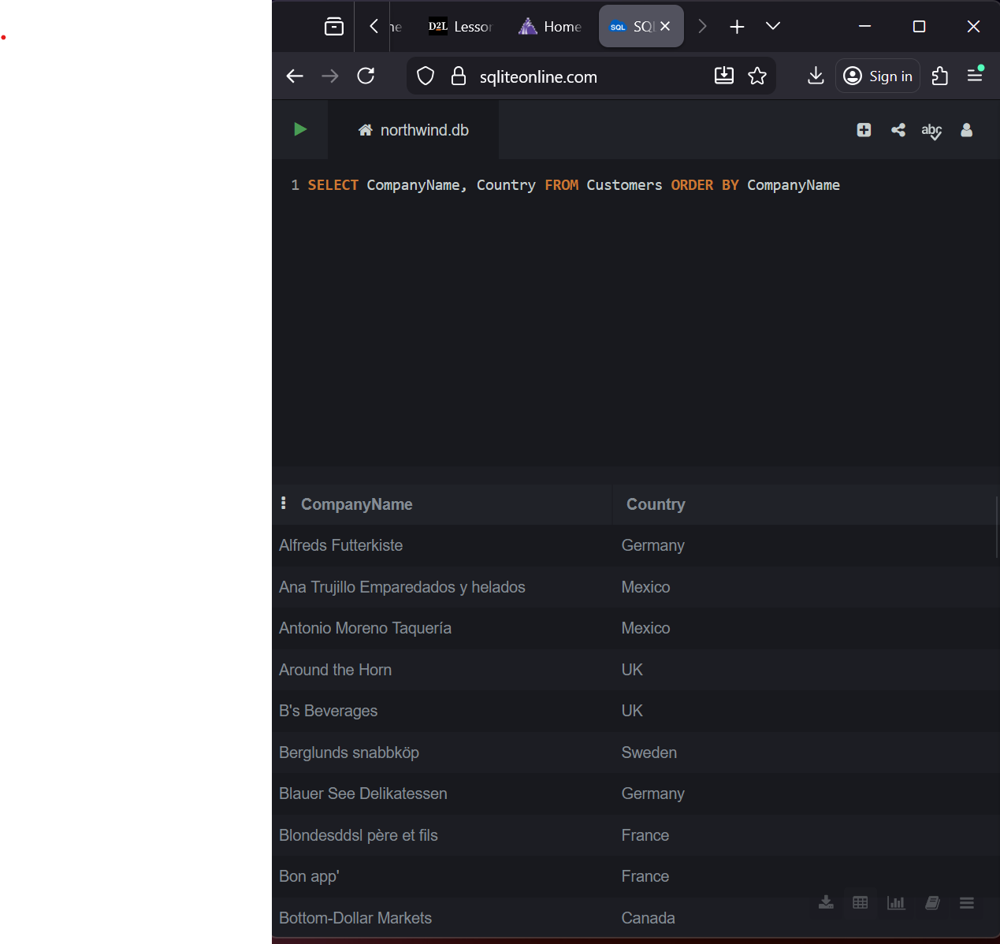 ne D2L Lesson Home SQL SQL
sqliteonline.com Sign in
northwind.db abc
1 SELECT CompanyName, Country FROM Customers ORDER BY CompanyName
CompanyName Country
Alfreds Futterkiste Germany
Ana Trujillo Emparedados y helados Mexico
Antonio Moreno Taquería Mexico
Around the Horn UK
B's Beverages UK
Berglunds snabbköp Sweden
Blauer See Delikatessen Germany
Blondesddsl père et fils France
Bon app' France
Bottom-Dollar Markets Canada